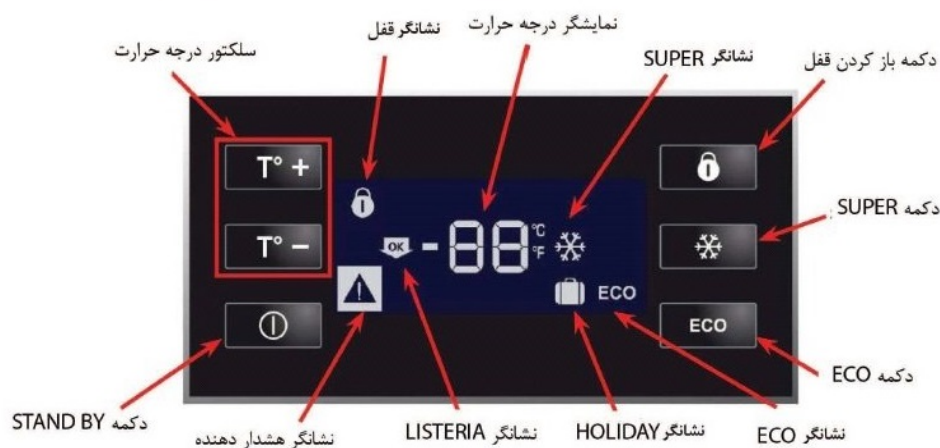 نمایشگر درجه حرارت
نشانگر قفل
سلکتور درجه حرارت
نشانگر SUPER
دکمه باز کردن قفل
T° +
T° −
OK
-88
°C
°F
ECO
ECO
دکمه SUPER
دکمه ECO
دکمه STAND BY
نشانگر هشدار دهنده
نشانگر LISTERIA
نشانگر HOLIDAY
نشانگر ECO